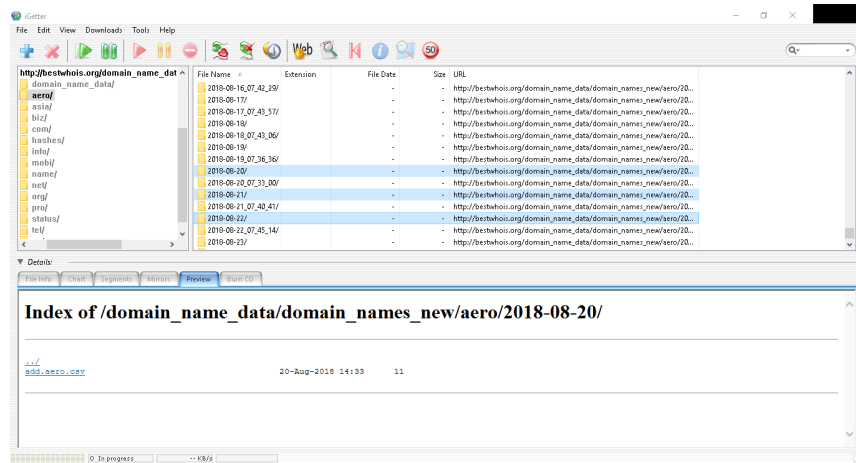 iGetter
File Edit View Downloads Tools Help
Web
50
http://bestwhois.org/domain_name_dat
domain_name_data/
aero/
asia/
biz/
com/
hashes/
info/
mobi/
name/
net/
org/
pro/
status/
tel/
File Name Extension File Date Size URL
2018-08-16_07_42_29/ - - http://bestwhois.org/domain_name_data/domain_names_new/aero/20...
2018-08-17/ - - http://bestwhois.org/domain_name_data/domain_names_new/aero/20...
2018-08-17_07_43_57/ - - http://bestwhois.org/domain_name_data/domain_names_new/aero/20...
2018-08-18/ - - http://bestwhois.org/domain_name_data/domain_names_new/aero/20...
2018-08-18_07_43_06/ - - http://bestwhois.org/domain_name_data/domain_names_new/aero/20...
2018-08-19/ - - http://bestwhois.org/domain_name_data/domain_names_new/aero/20...
2018-08-19_07_36_36/ - - http://bestwhois.org/domain_name_data/domain_names_new/aero/20...
2018-08-20/ - - http://bestwhois.org/domain_name_data/domain_names_new/aero/20...
2018-08-20_07_33_00/ - - http://bestwhois.org/domain_name_data/domain_names_new/aero/20...
2018-08-21/ - - http://bestwhois.org/domain_name_data/domain_names_new/aero/20...
2018-08-21_07_40_41/ - - http://bestwhois.org/domain_name_data/domain_names_new/aero/20...
2018-08-22/ - - http://bestwhois.org/domain_name_data/domain_names_new/aero/20...
2018-08-22_07_45_14/ - - http://bestwhois.org/domain_name_data/domain_names_new/aero/20...
2018-08-23/ - - http://bestwhois.org/domain_name_data/domain_names_new/aero/20...
Details:
File Info Chart Segments Mirrors Preview Burn CD
Index of /domain_name_data/domain_names_new/aero/2018-08-20/
../
add.aero.csv 20-Aug-2018 14:33 11
0 In progress -- KB/s